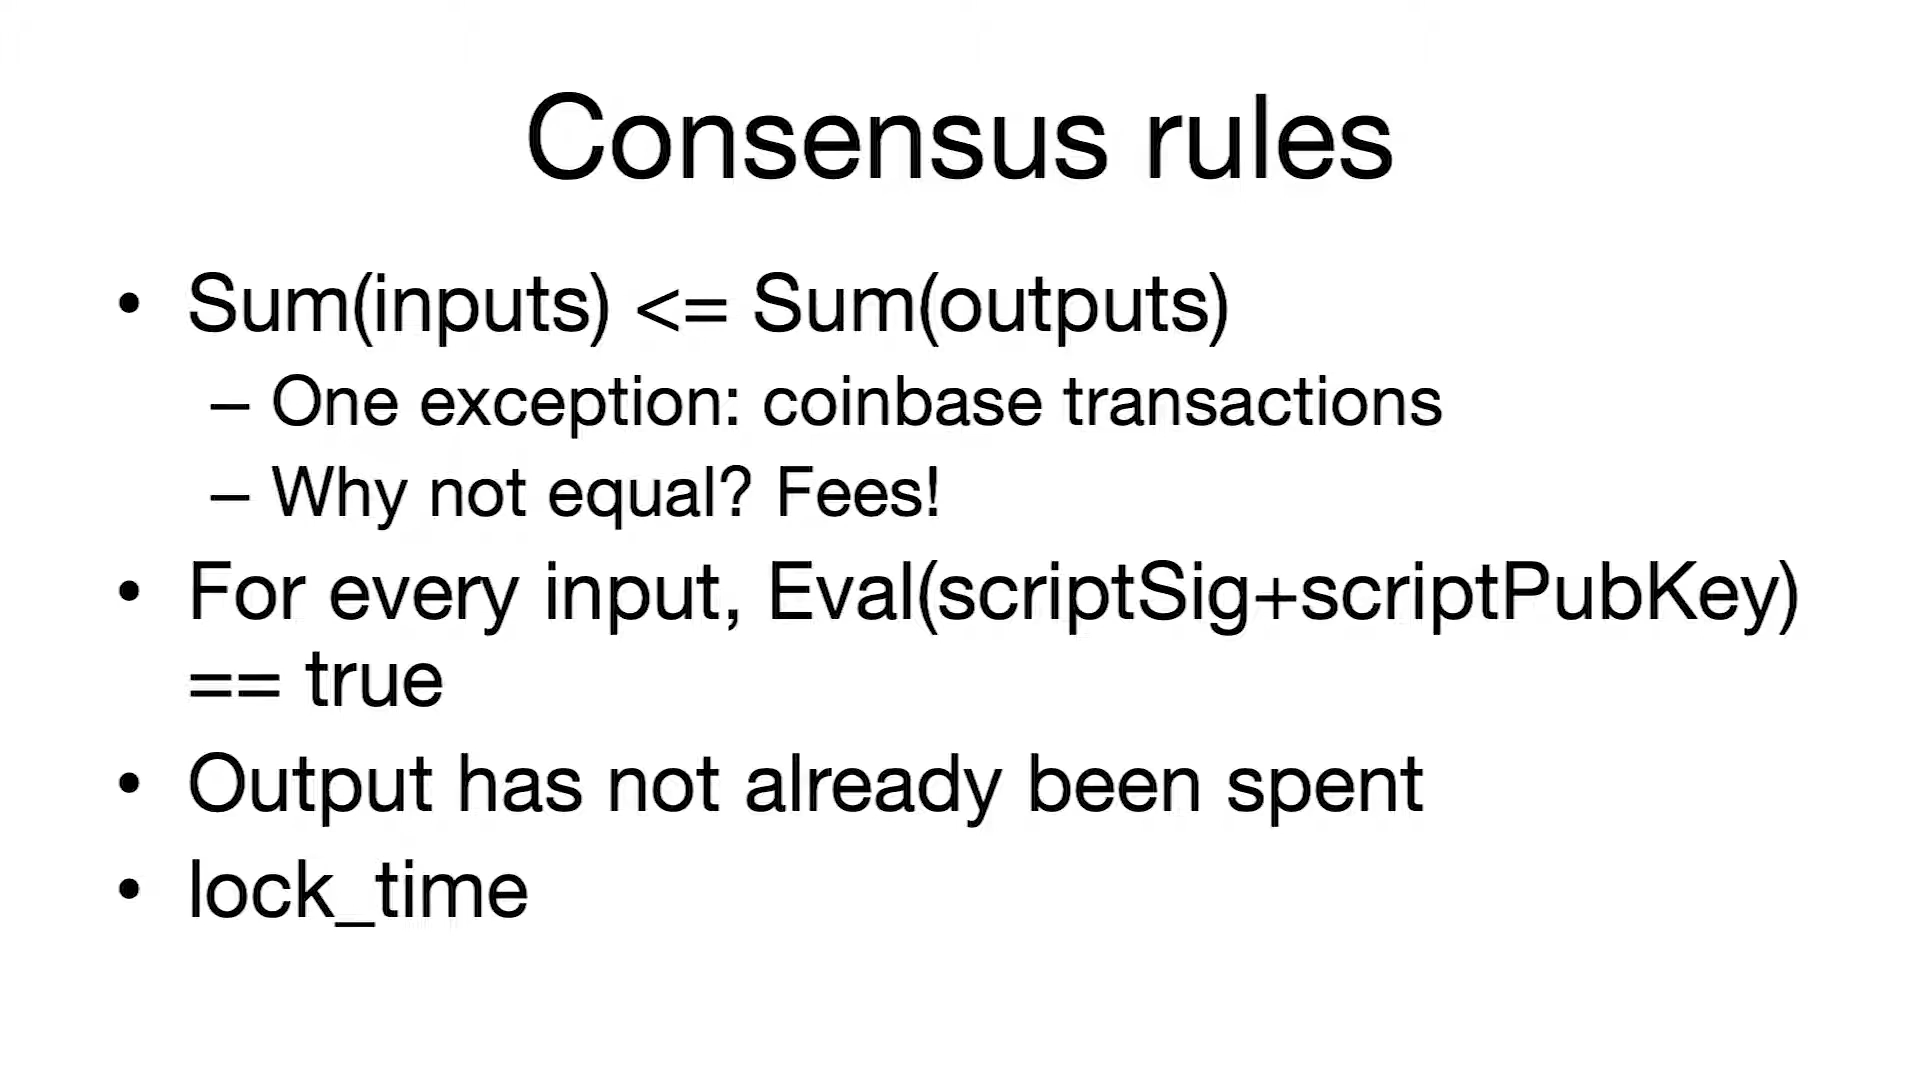 Consensus rules
• Sum(inputs) <= Sum(outputs)
– One exception: coinbase transactions
– Why not equal? Fees!
• For every input, Eval(scriptSig+scriptPubKey)
== true
• Output has not already been spent
• lock_time